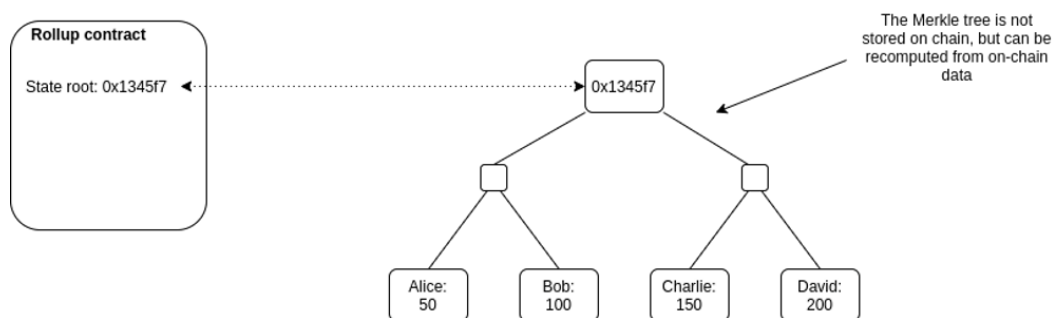 Rollup contract
State root: 0x1345f7
0x1345f7
The Merkle tree is not
stored on chain, but can be
recomputed from on-chain
data
Alice:
50
Bob:
100
Charlie:
150
David:
200